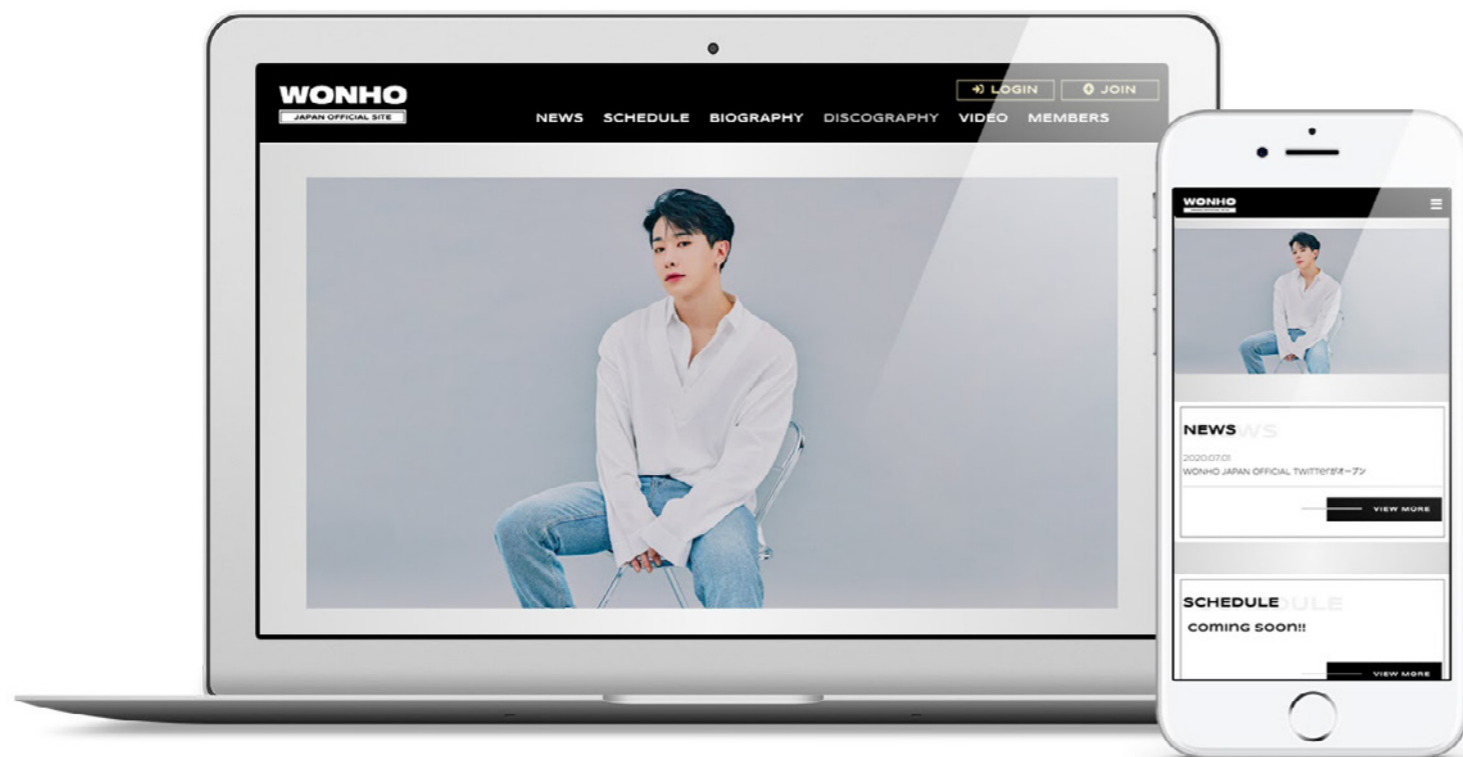 WONHO
JAPAN OFFICIAL SITE
LOGIN
JOIN
NEWS SCHEDULE BIOGRAPHY DISCOGRAPHY VIDEO MEMBERS
WONHO
NEWS
NEWS
2020.07.01
WONHO JAPAN OFFICIAL TWITTerがオープン
VIEW MORE
SCHEDULE
SCHEDULE
coming soon!!
VIEW MORE